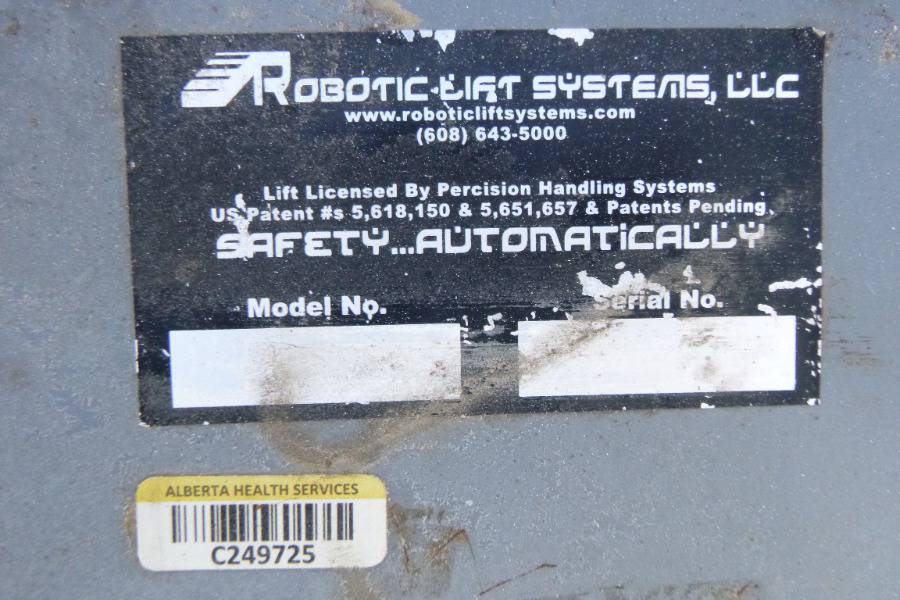 ROBOTIC LIFT SYSTEMS, LLC
www.roboticliftsystems.com
(608) 643-5000
Lift Licensed By Percision Handling Systems
US Patent #s 5,618,150 & 5,651,657 & Patents Pending.
SAFETY...AUTOMATICALLY
Model No. Serial No.
ALBERTA HEALTH SERVICES
C249725